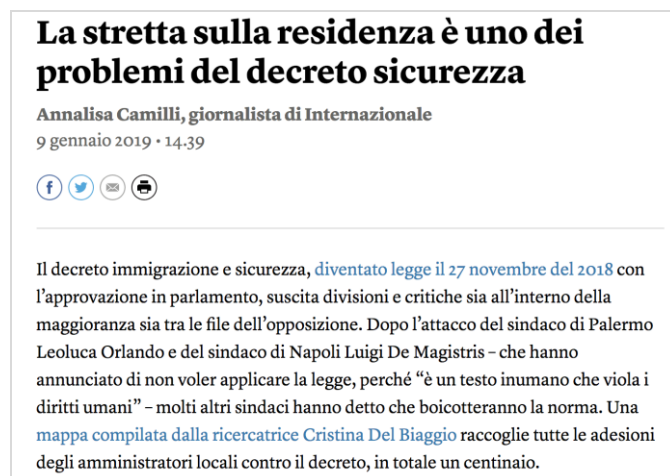 La stretta sulla residenza è uno dei
problemi del decreto sicurezza
Annalisa Camilli, giornalista di Internazionale
9 gennaio 2019 • 14.39
Il decreto immigrazione e sicurezza, diventato legge il 27 novembre del 2018 con
l’approvazione in parlamento, suscita divisioni e critiche sia all’interno della
maggioranza sia tra le file dell’opposizione. Dopo l’attacco del sindaco di Palermo
Leoluca Orlando e del sindaco di Napoli Luigi De Magistris – che hanno
annunciato di non voler applicare la legge, perché “è un testo inumano che viola i
diritti umani” – molti altri sindaci hanno detto che boicotteranno la norma. Una
mappa compilata dalla ricercatrice Cristina Del Biaggio raccoglie tutte le adesioni
degli amministratori locali contro il decreto, in totale un centinaio.